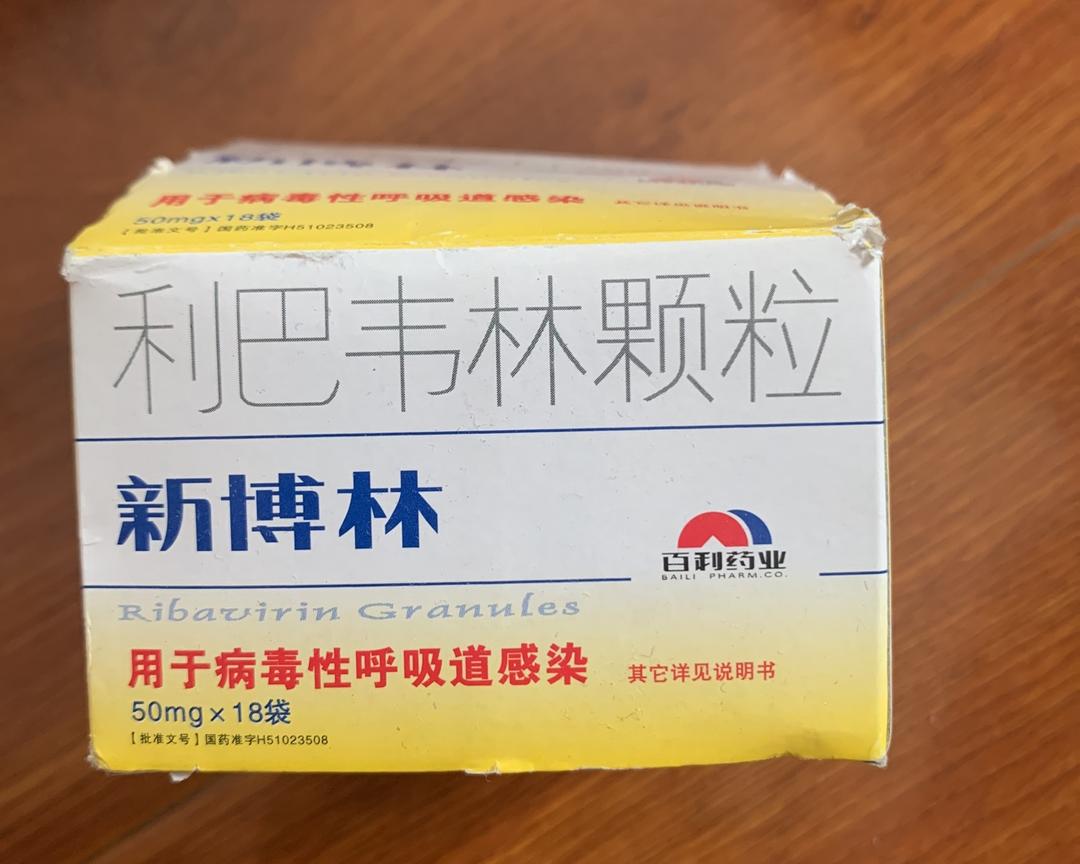 用于病毒性呼吸道感染
50mg×18袋
【批准文号】国药准字H51023508
利巴韦林颗粒
新博林
百利药业
BAILI PHARM.CO.
Ribavirin Granules
用于病毒性呼吸道感染 其它详见说明书
50mg×18袋
【批准文号】国药准字H51023508